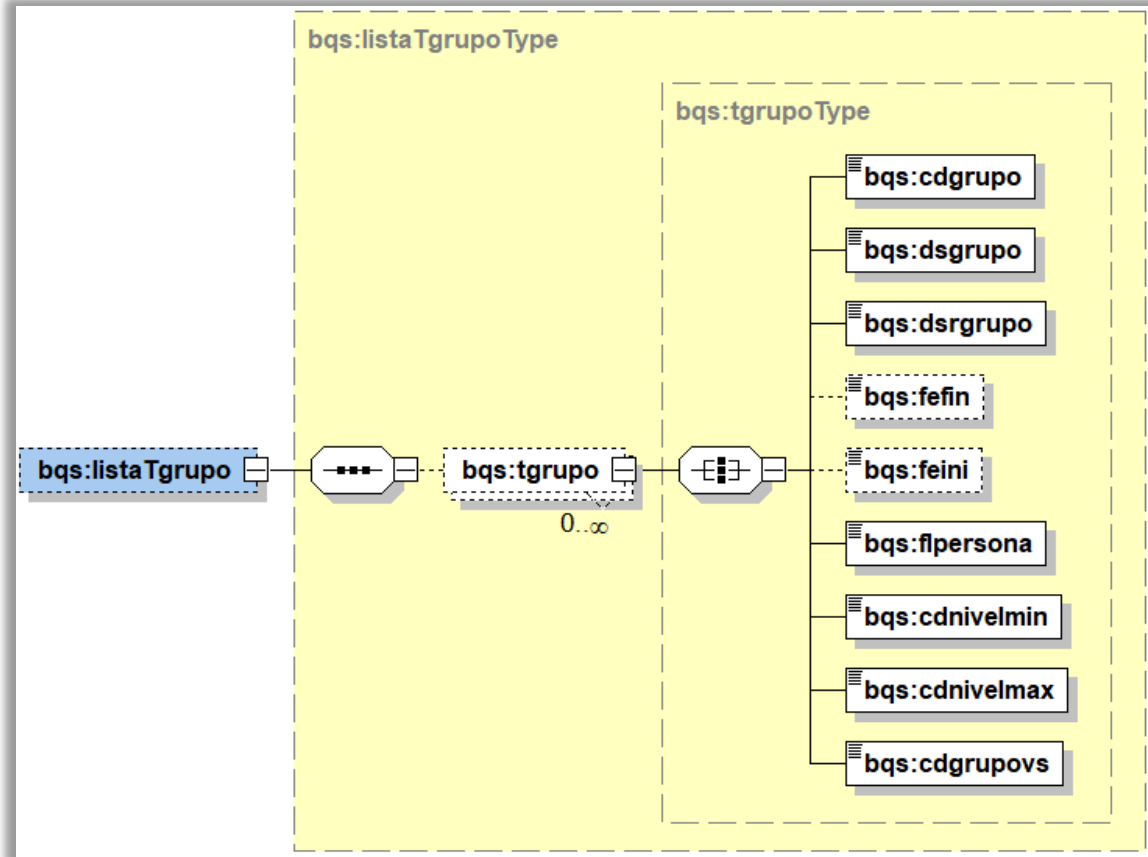 bqs:listaTgrupoType
bqs:tgrupoType
bqs:cdgrupo
bqs:dsgrupo
bqs:dsrgrupo
bqs:fefin
bqs:listaTgrupo
bqs:tgrupo
0..∞
bqs:feini
bqs:flpersona
bqs:cdnivelmin
bqs:cdnivelmax
bqs:cdgrupovs